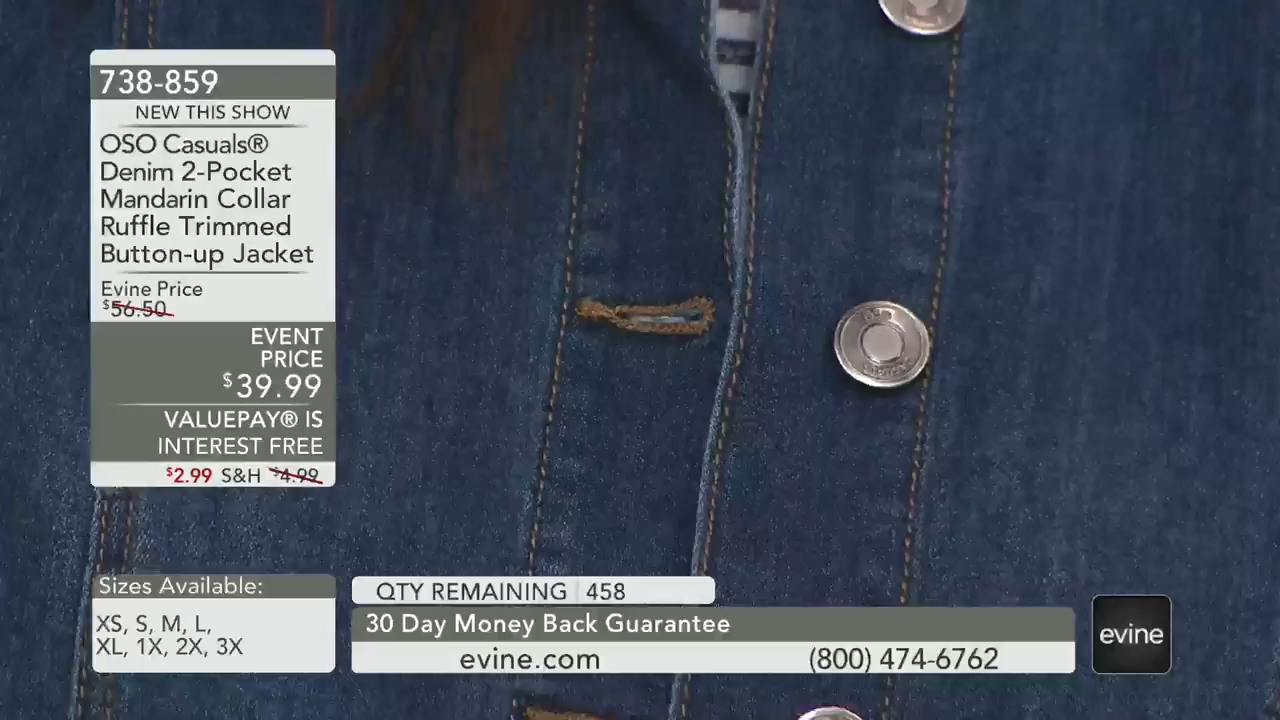 738-859
NEW THIS SHOW
OSO Casuals®
Denim 2-Pocket
Mandarin Collar
Ruffle Trimmed
Button-up Jacket
Evine Price
$56.50
EVENT
PRICE
$39.99
VALUEPAY® IS
INTEREST FREE
$2.99 S&H $4.99
Sizes Available:
XS, S, M, L,
XL, 1X, 2X, 3X
QTY REMAINING 458
30 Day Money Back Guarantee
evine.com (800) 474-6762
evine